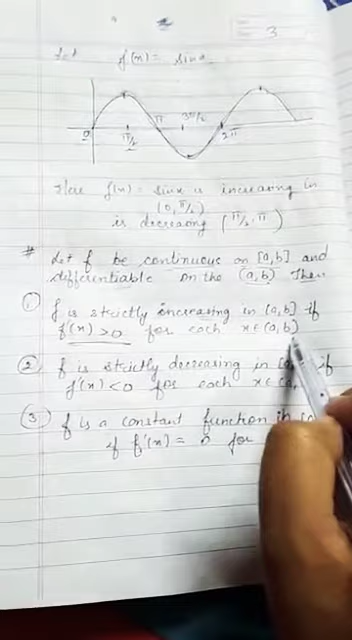 3
Let f(x) = sinx
0 π/2 π 3π/2 2π
Here f(x) = sinx is increasing in
(0, π/2)
is decreasing (π/2, π)
# Let f be continuous on [a,b] and
differentiable on the (a,b) Then
① f is strictly increasing in [a,b] if
f'(x) > 0 for each x ∈ (a,b)
② f is strictly decreasing in [a, if
f'(x) < 0 for each x ∈ (a,
③ f is a constant function in
if f'(x) = 0 for